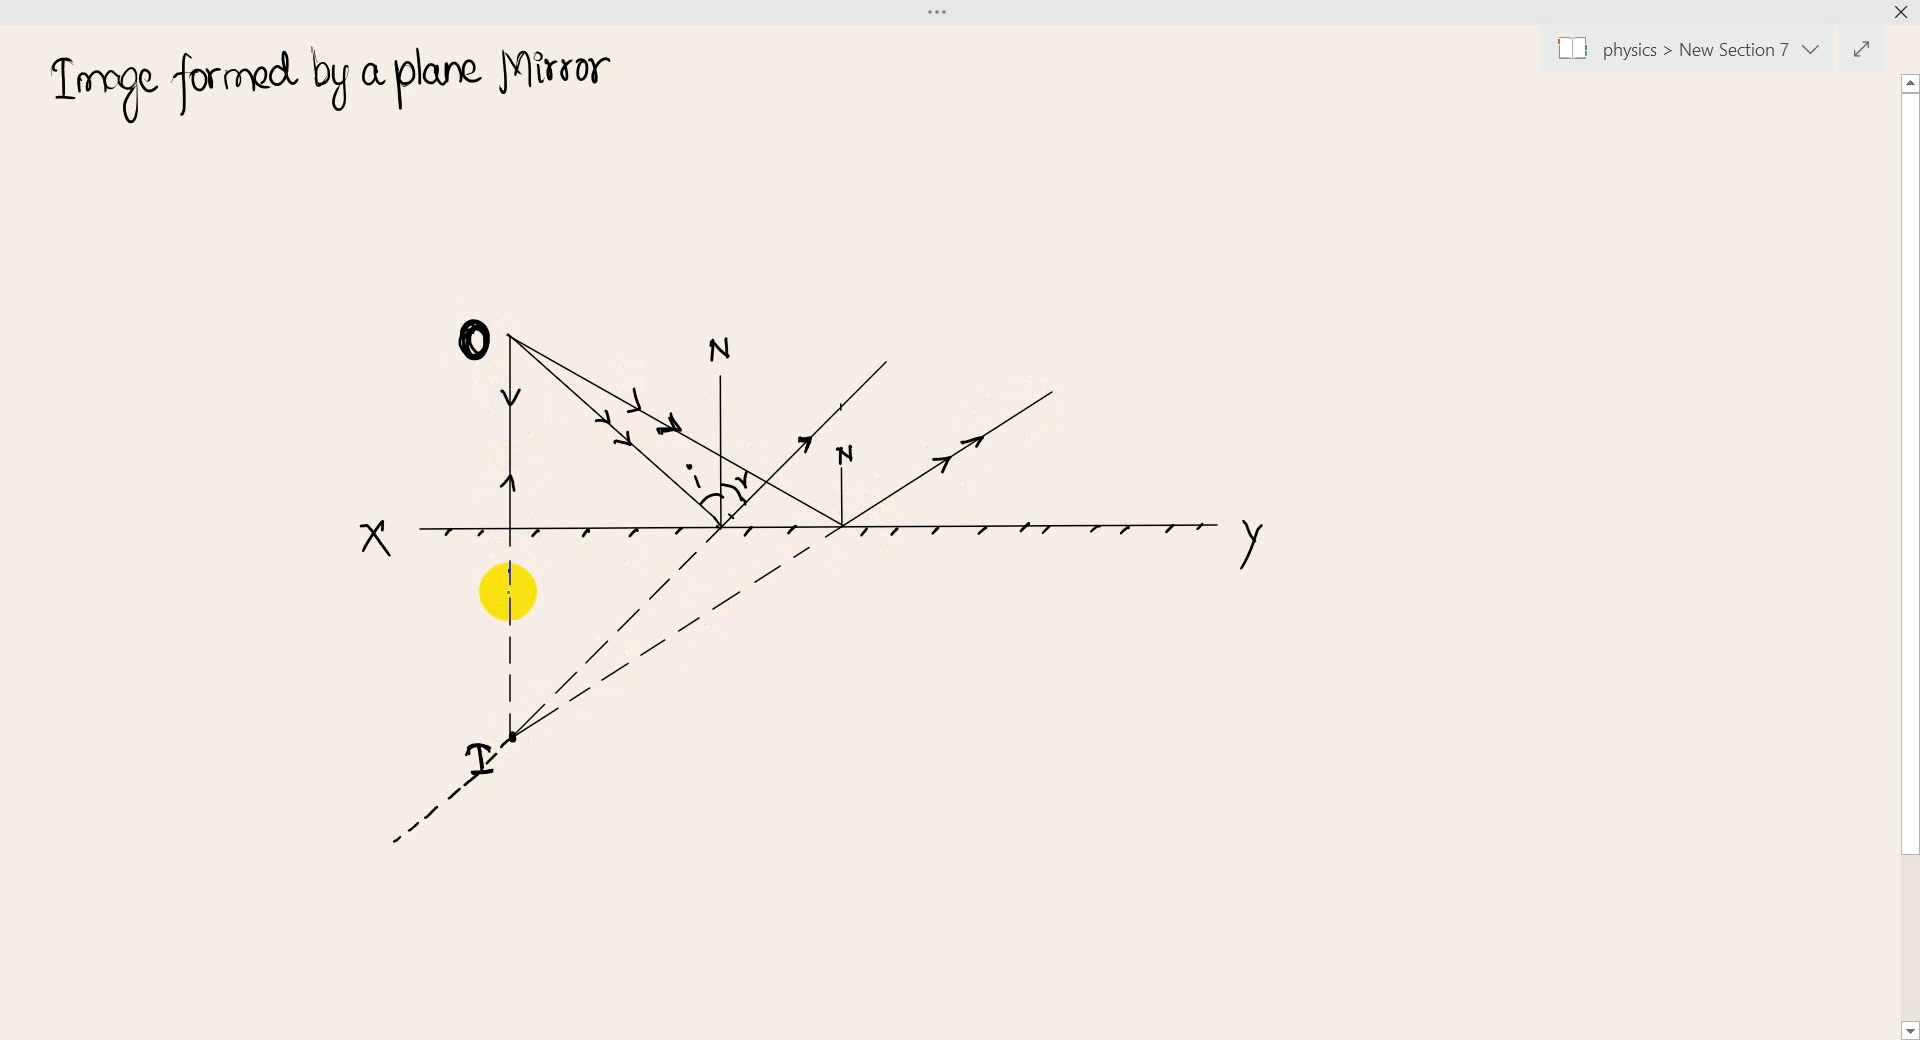 physics > New Section 7
Image formed by a plane Mirror
O
N
N
i
r
X
Y
I